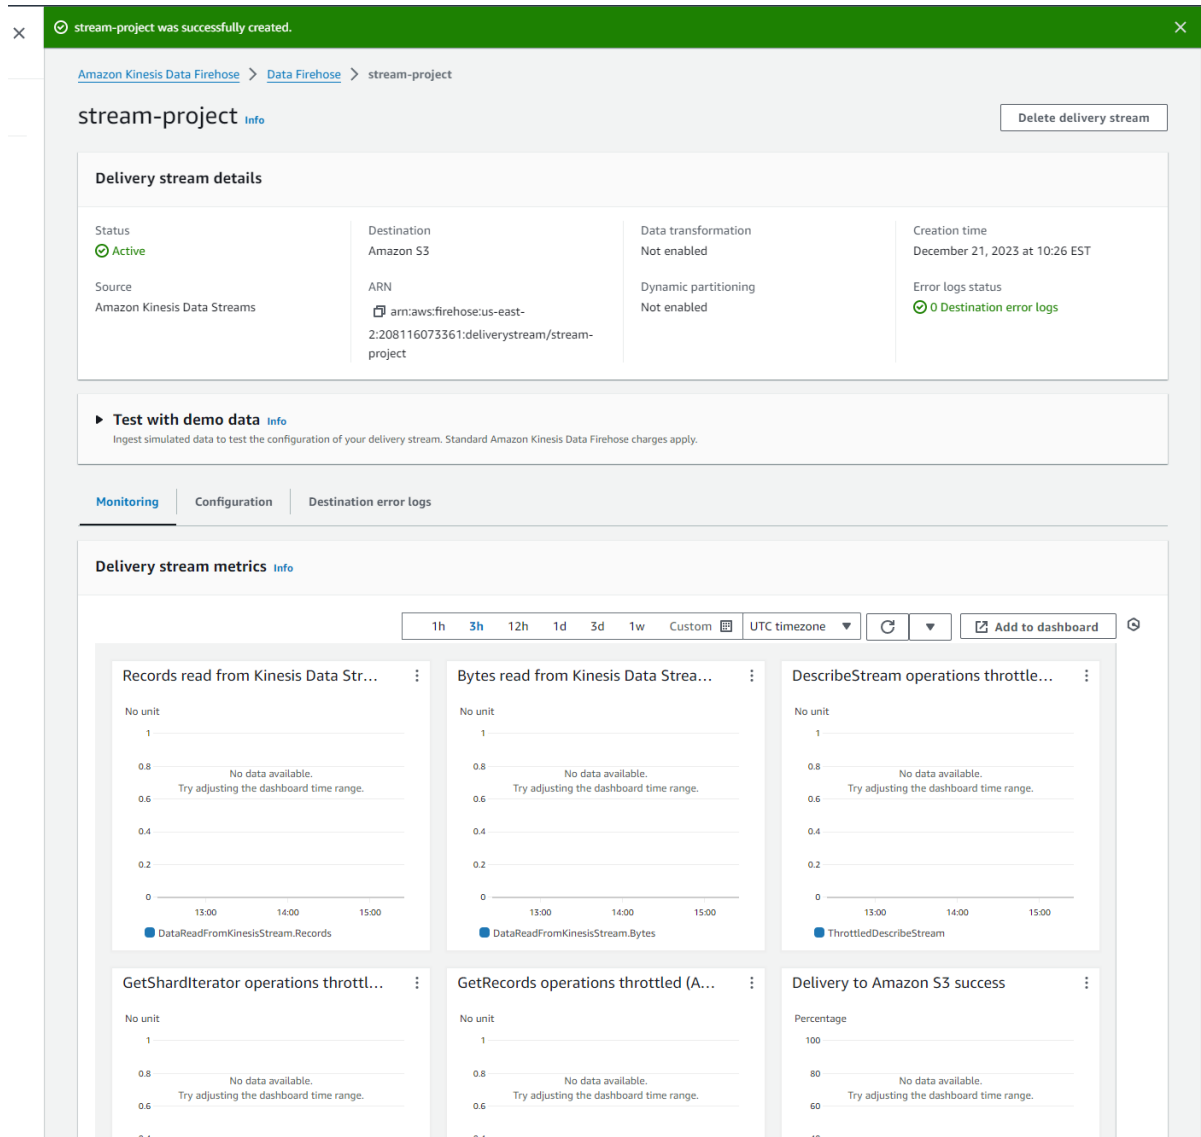 stream-project was successfully created.
Amazon Kinesis Data Firehose > Data Firehose > stream-project
stream-project Info
Delete delivery stream
Delivery stream details
Status
Active
Source
Amazon Kinesis Data Streams
Destination
Amazon S3
ARN
arn:aws:firehose:us-east-
2:208116073361:deliverystream/stream-
project
Data transformation
Not enabled
Dynamic partitioning
Not enabled
Creation time
December 21, 2023 at 10:26 EST
Error logs status
0 Destination error logs
Test with demo data Info
Ingest simulated data to test the configuration of your delivery stream. Standard Amazon Kinesis Data Firehose charges apply.
Monitoring Configuration Destination error logs
Delivery stream metrics Info
1h 3h 12h 1d 3d 1w Custom UTC timezone Add to dashboard
Records read from Kinesis Data Str...
No unit
1
0.8
No data available.
Try adjusting the dashboard time range.
0.6
0.4
0.2
0
13:00 14:00 15:00
DataReadFromKinesisStream.Records
Bytes read from Kinesis Data Strea...
No unit
1
0.8
No data available.
Try adjusting the dashboard time range.
0.6
0.4
0.2
0
13:00 14:00 15:00
DataReadFromKinesisStream.Bytes
DescribeStream operations throttle...
No unit
1
0.8
No data available.
Try adjusting the dashboard time range.
0.6
0.4
0.2
0
13:00 14:00 15:00
ThrottledDescribeStream
GetShardIterator operations throttl...
No unit
1
0.8
No data available.
Try adjusting the dashboard time range.
0.6
GetRecords operations throttled (A...
No unit
1
0.8
No data available.
Try adjusting the dashboard time range.
0.6
Delivery to Amazon S3 success
Percentage
100
80
No data available.
Try adjusting the dashboard time range.
60